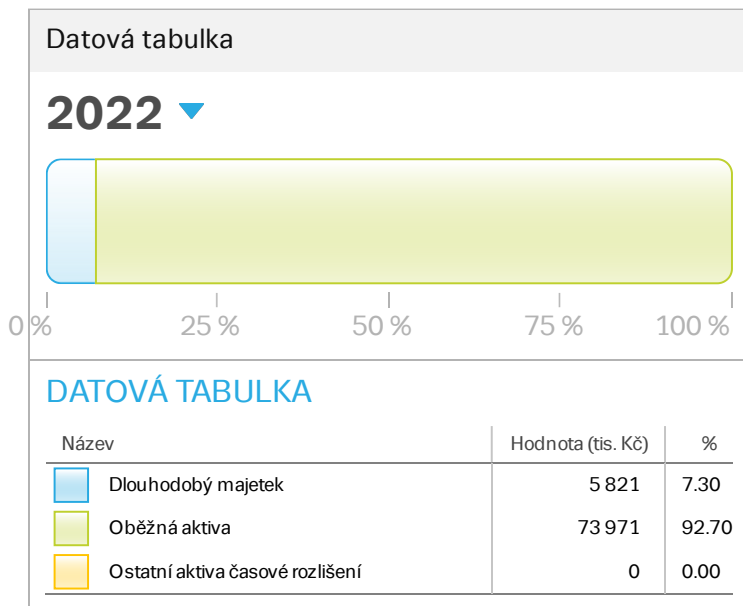 Datová tabulka
2022
0 % 25 % 50 % 75 % 100 %
DATOVÁ TABULKA
Název Hodnota (tis. Kč) %
Dlouhodobý majetek 5 821 7.30
Oběžná aktiva 73 971 92.70
Ostatní aktiva časové rozlišení 0 0.00